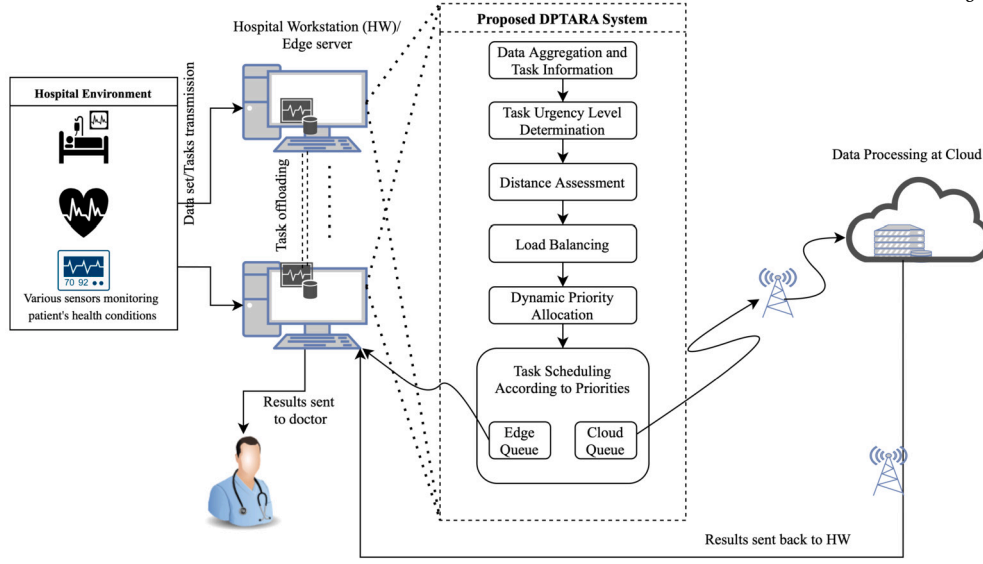 Hospital Environment
70 92
Various sensors monitoring
patient's health conditions
Data set/Tasks transmission
Hospital Workstation (HW)/
Edge server
Task offloading
Results sent
to doctor
Proposed DPTARA System
Data Aggregation and
Task Information
Task Urgency Level
Determination
Distance Assessment
Load Balancing
Dynamic Priority
Allocation
Task Scheduling
According to Priorities
Edge
Queue
Cloud
Queue
Data Processing at Cloud
Results sent back to HW